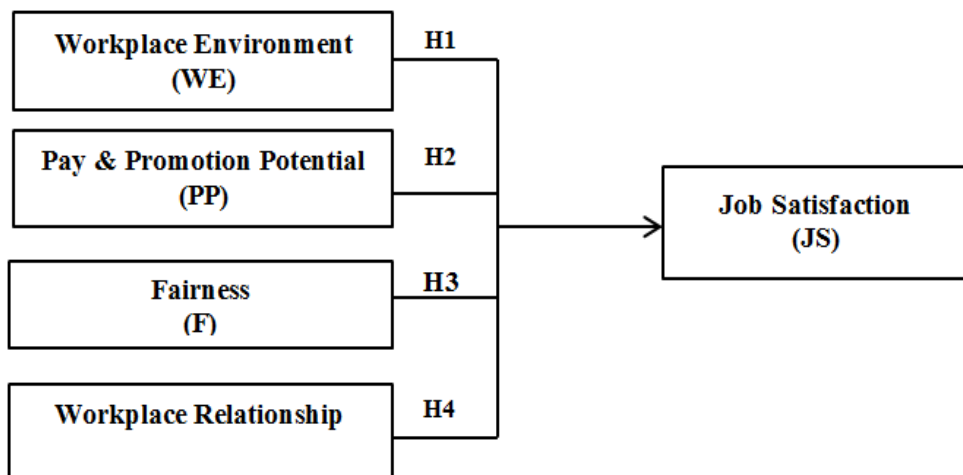 Workplace Environment
(WE)
H1
Pay & Promotion Potential
(PP)
H2
Fairness
(F)
H3
Workplace Relationship
H4
Job Satisfaction
(JS)